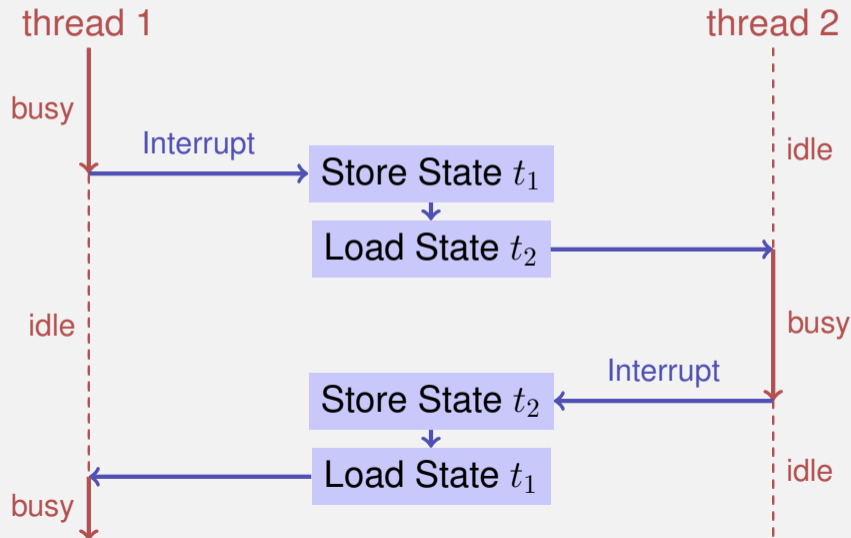 thread 1
thread 2
busy
Interrupt
idle
Store State t₁
Load State t₂
idle
busy
Interrupt
Store State t₂
idle
Load State t₁
busy